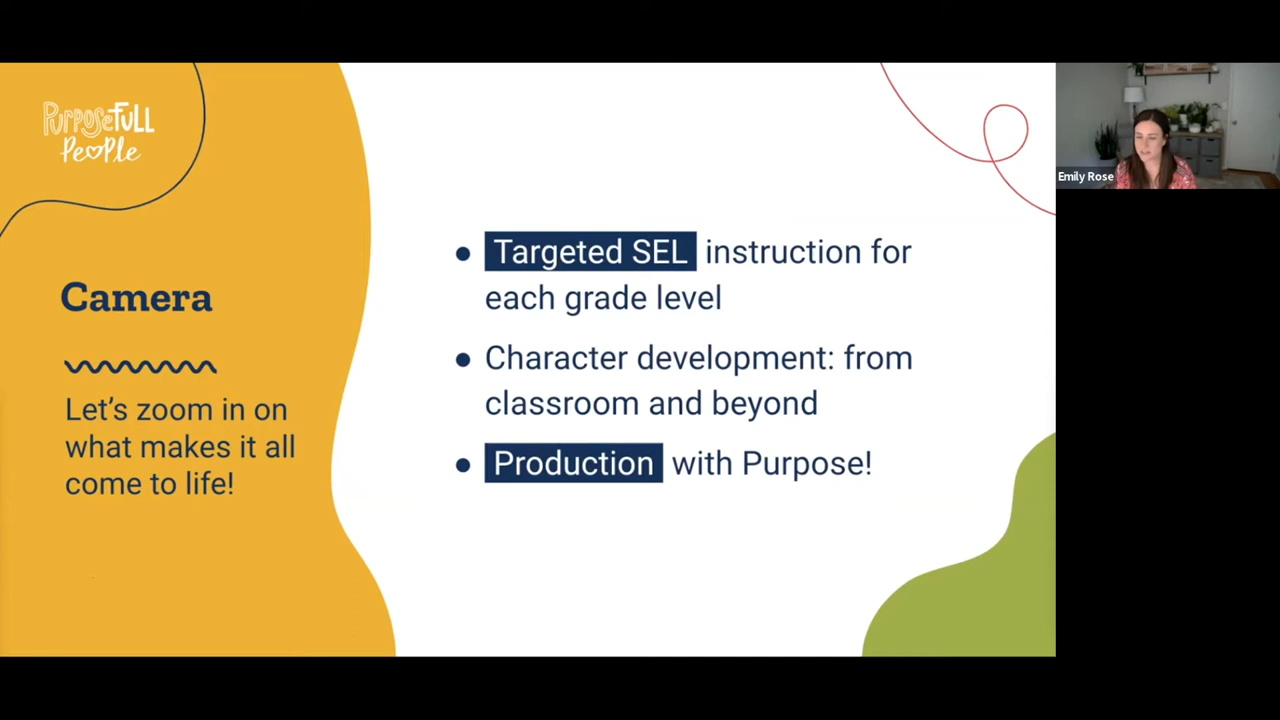 PurposeFULL
PeoPle
Camera
Let's zoom in on
what makes it all
come to life!
● Targeted SEL instruction for
each grade level
● Character development: from
classroom and beyond
● Production with Purpose!
Emily Rose